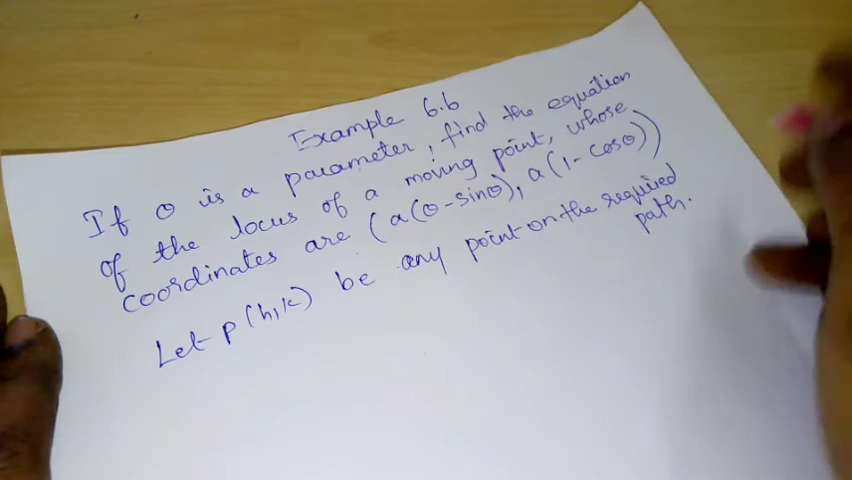 Example 6.6
If θ is a parameter, find the equation
of the locus of a moving point, whose
coordinates are (a(θ-sinθ), a(1-cosθ))
Let P(h,k) be any point on the required
path.